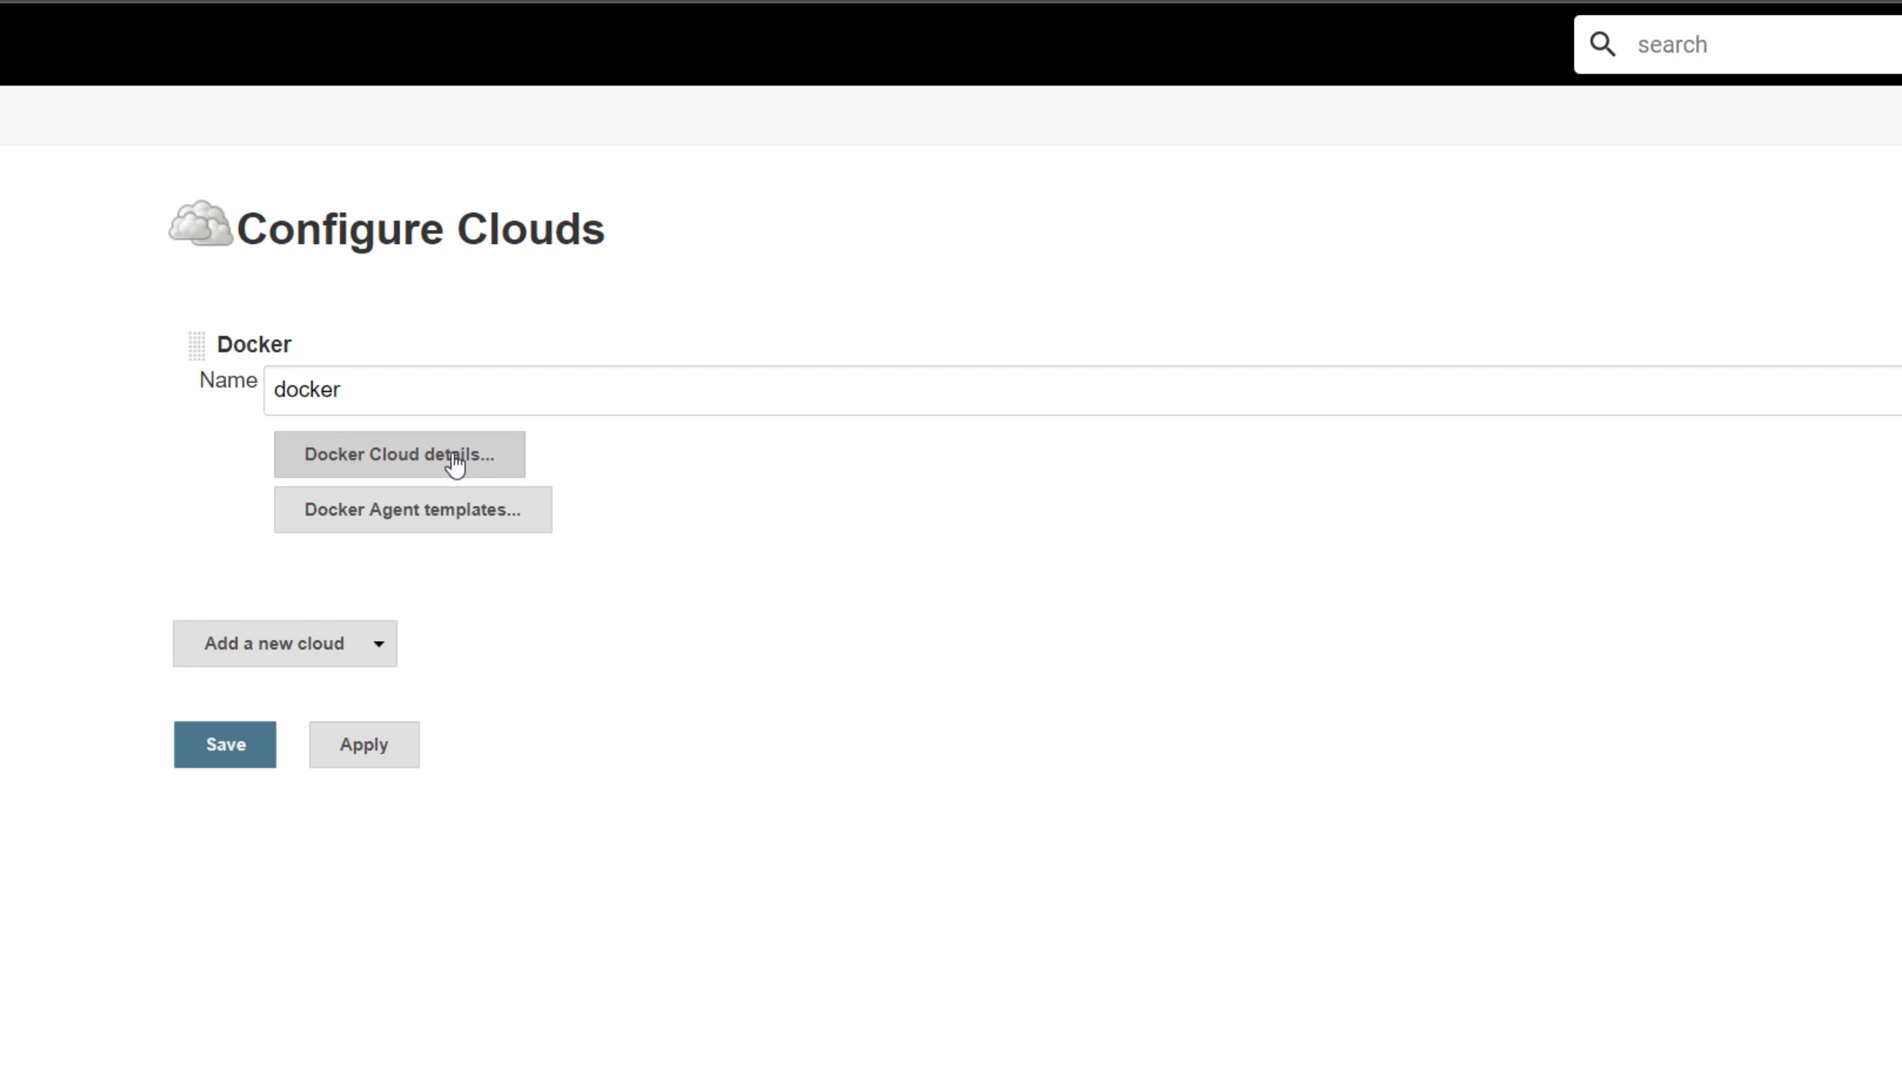 search
Configure Clouds
Docker
Name docker
Docker Cloud details...
Docker Agent templates...
Add a new cloud
Save Apply